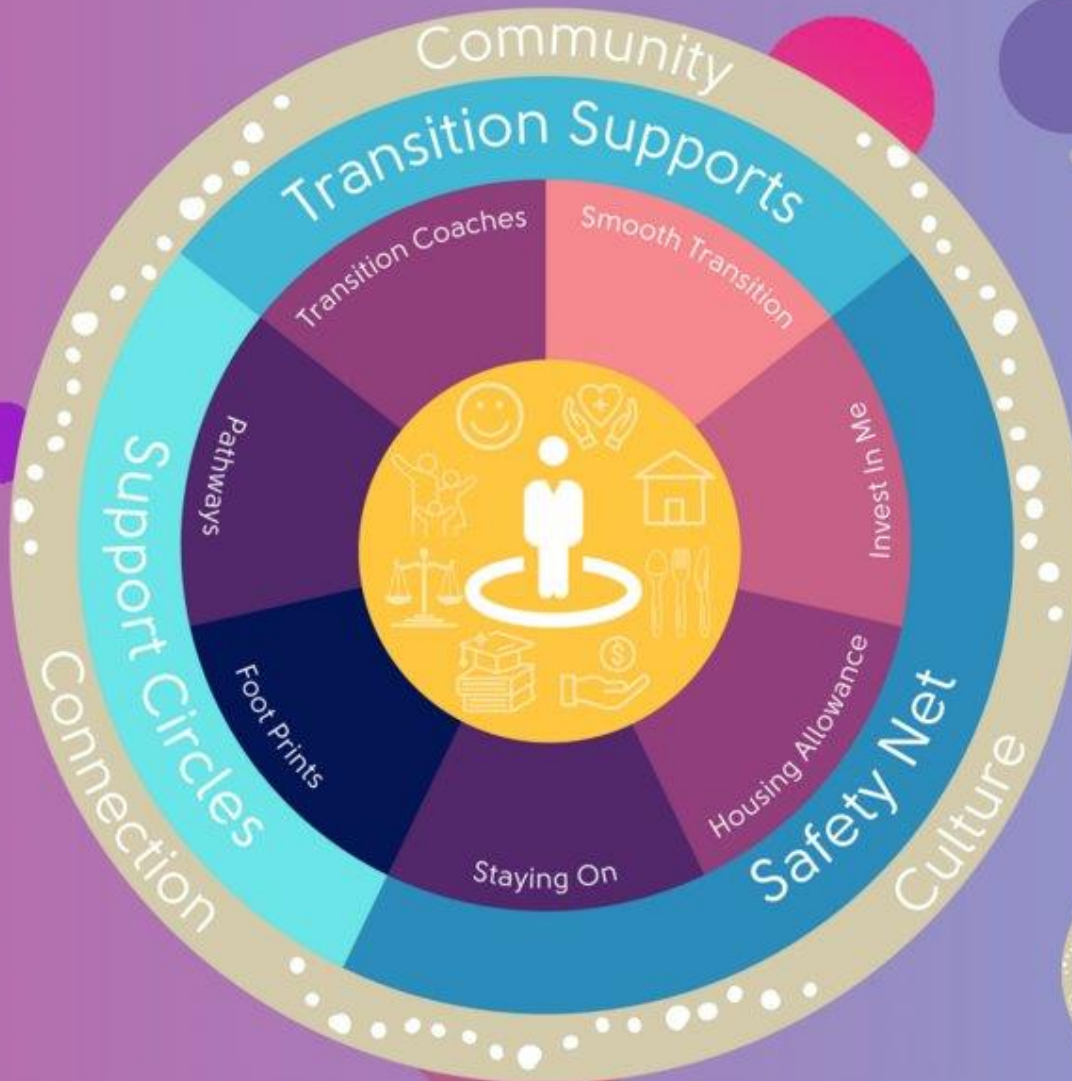 Community
Transition Supports
Transition Coaches
Smooth Transition
Pathways
Invest In Me
Support Circles
Foot Prints
Housing Allowance
Safety Net
Staying On
Connection
Culture
$